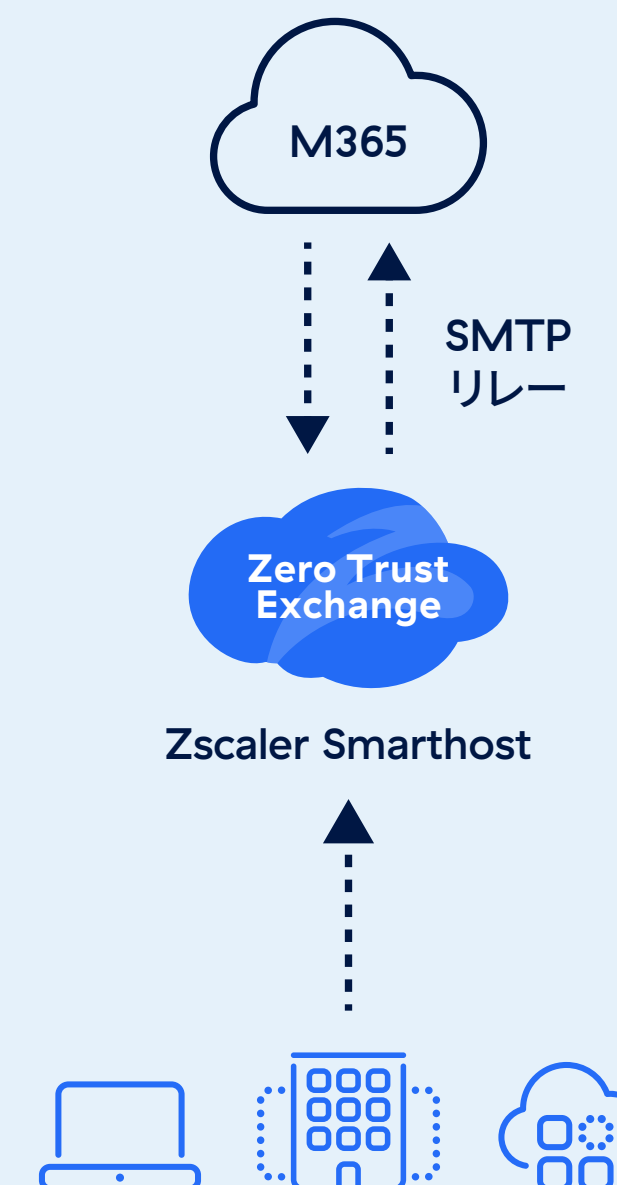 M365
SMTP
リレー
Zero Trust
Exchange
Zscaler Smarthost